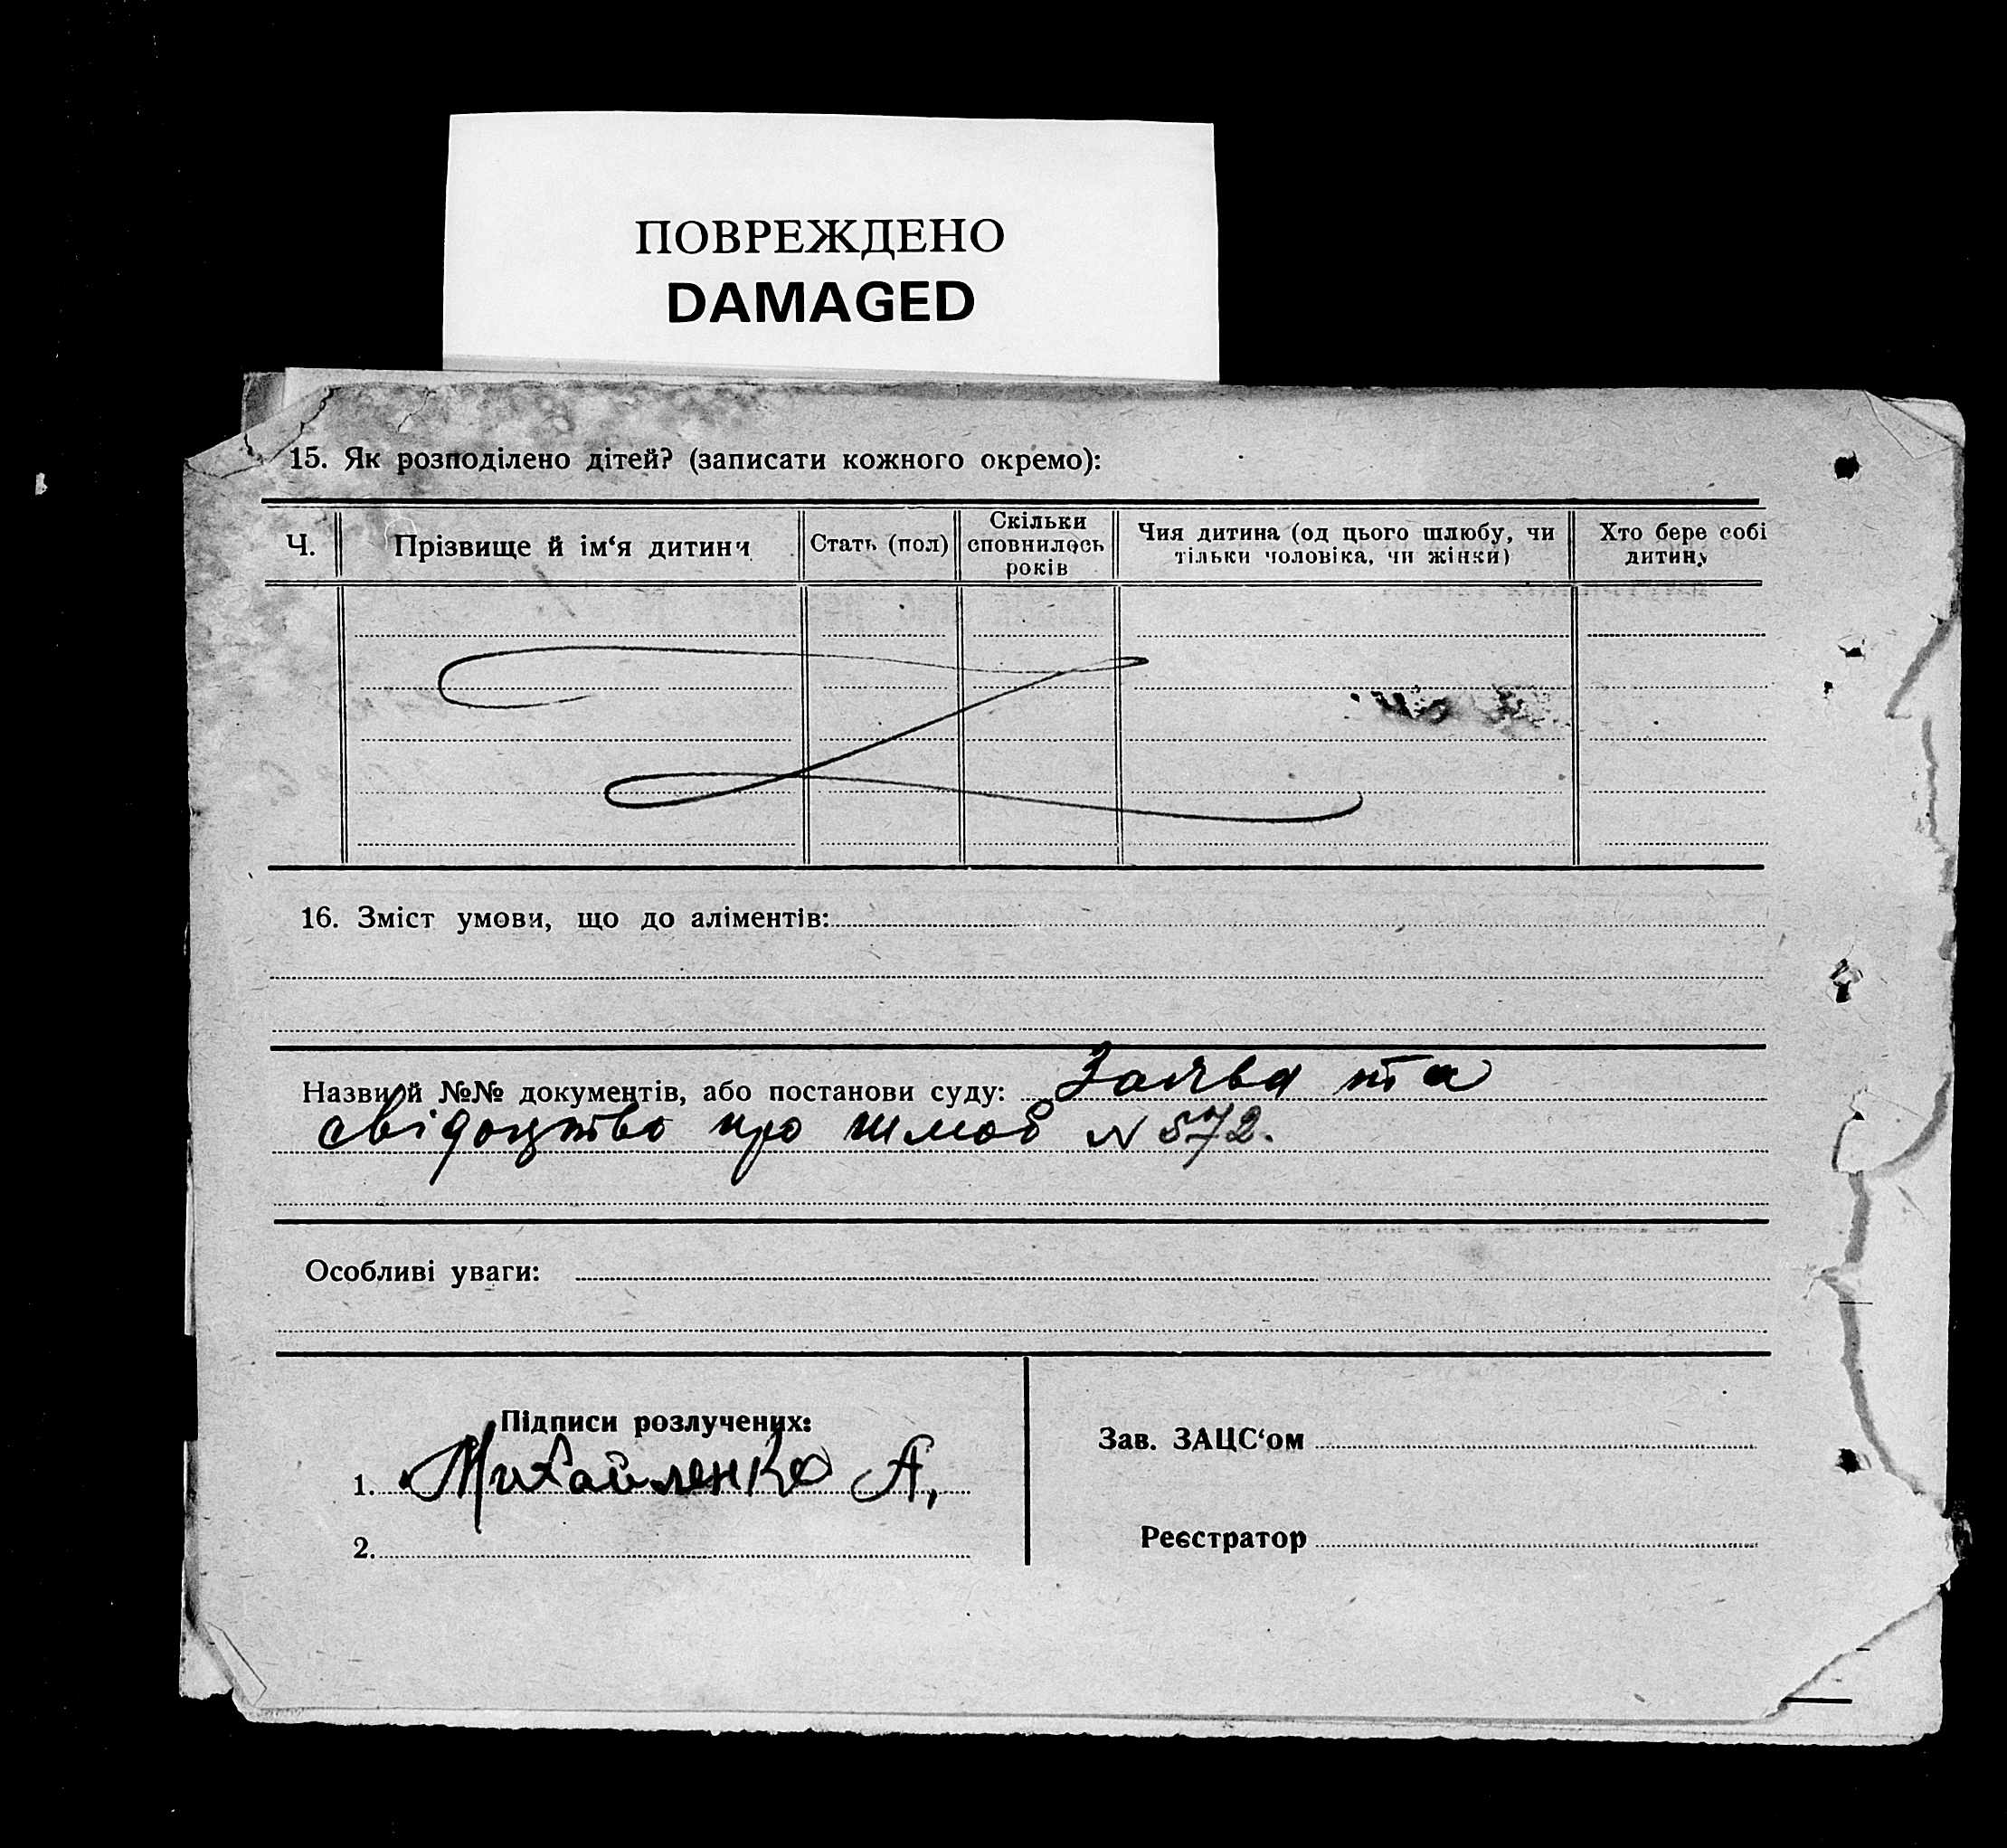 ПОВРЕЖДЕНО
DAMAGED
15. Як розподілено дітей? (записати кожного окремо):
Ч.
Прізвище й ім‘я дитини
Стать (пол)
Скільки
сповнилось
років
Чия дитина (од цього шлюбу, чи
тільки чоловіка, чи жінки)
Хто бере собі
дитину
16. Зміст умови, що до аліментів:
Назви й №№ документів, або постанови суду: Заява та
свідоцтво про шлюб N 572.
Особливі уваги:
Підписи розлучених:
1. Михайленко А,
2.
Зав. ЗАЦС‘ом
Реєстратор